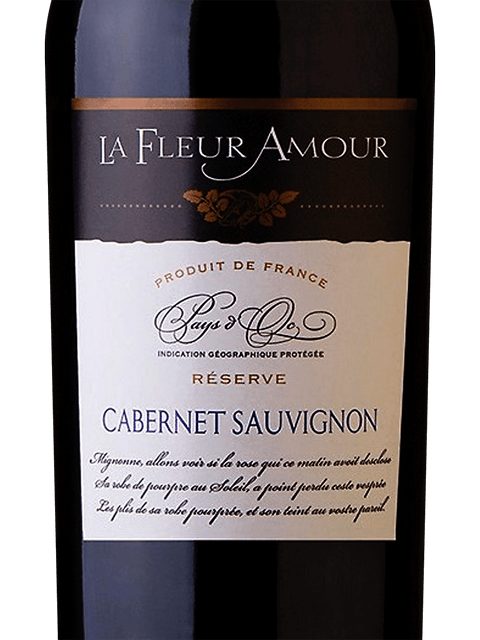 LA FLEUR AMOUR
PRODUIT DE FRANCE
Pays d'Oc
INDICATION GÉOGRAPHIQUE PROTÉGÉE
RÉSERVE
CABERNET SAUVIGNON
Mignonne, allons voir si la rose qui ce matin avoit desclose
Sa robe de pourpre au Soleil, a point perdu ceste vesprée
Les plis de sa robe pourprée, et son teint au vostre pareil.